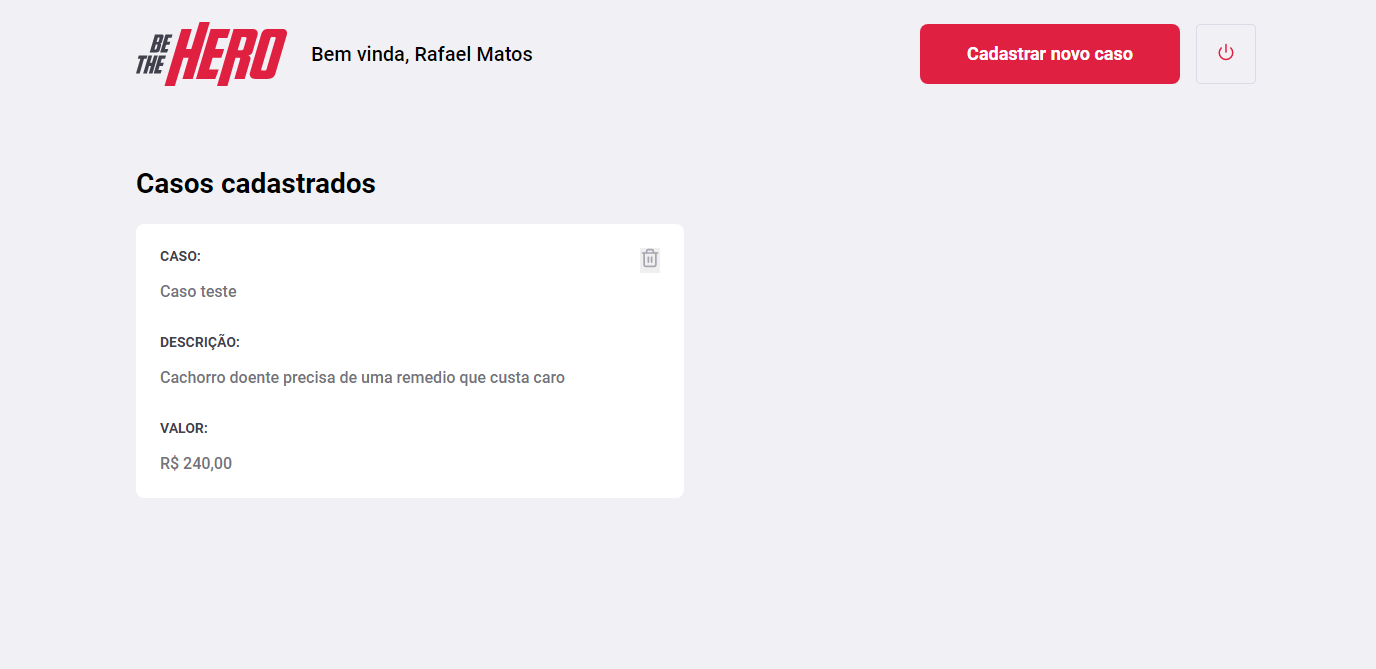 BE
THE HERO
Bem vinda, Rafael Matos
Cadastrar novo caso
Casos cadastrados
CASO:
Caso teste
DESCRIÇÃO:
Cachorro doente precisa de uma remedio que custa caro
VALOR:
R$ 240,00